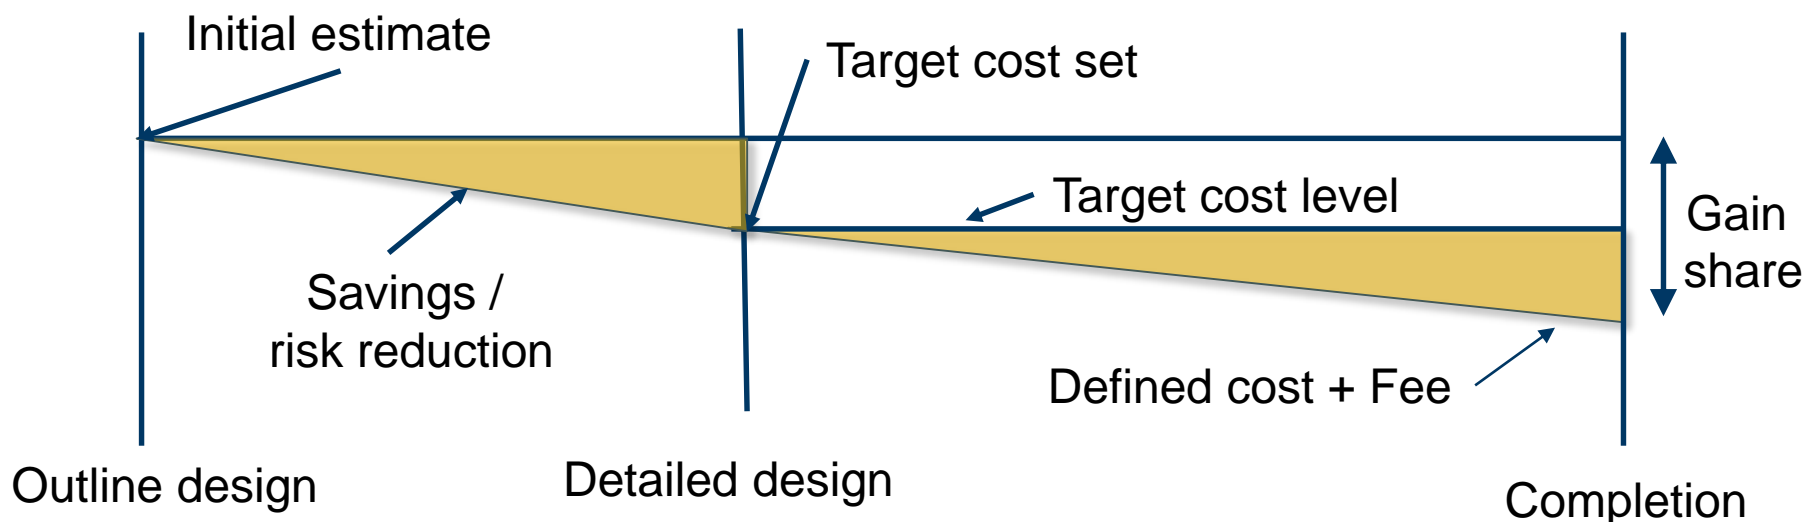 Initial estimate
Target cost set
Target cost level
Gain
share
Savings /
risk reduction
Defined cost + Fee
Outline design
Detailed design
Completion